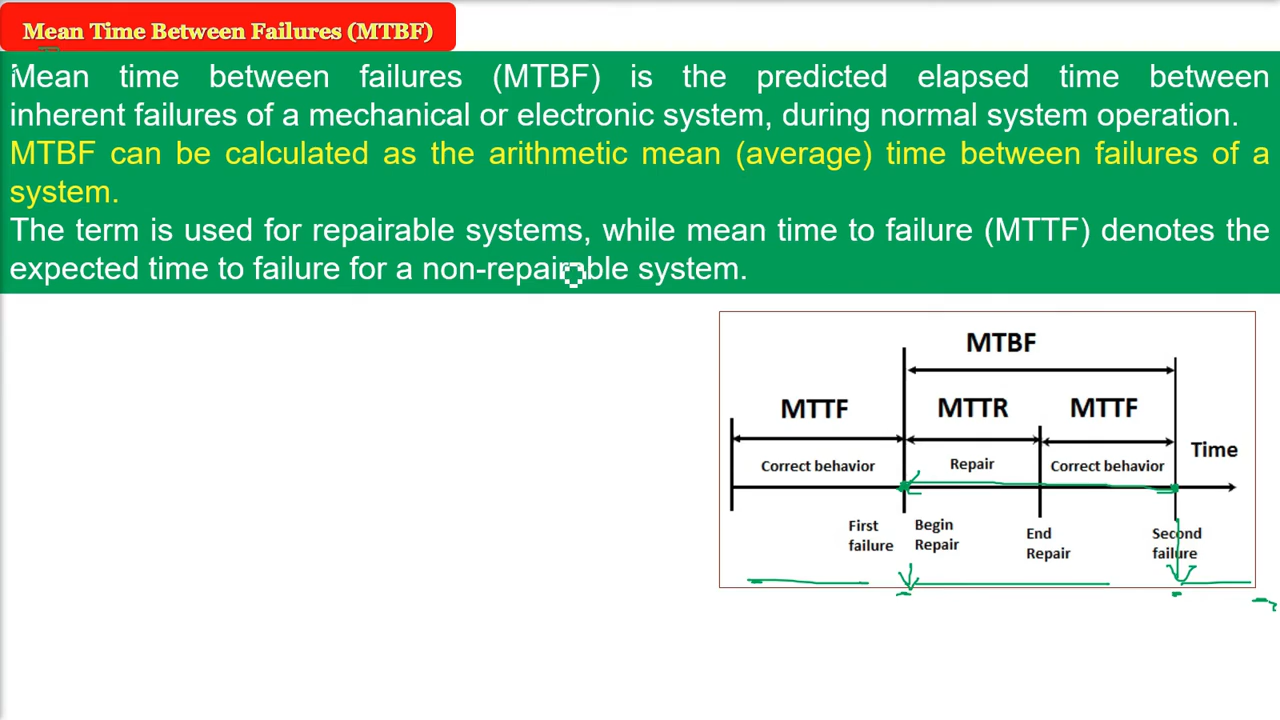 Mean Time Between Failures (MTBF)
Mean time between failures (MTBF) is the predicted elapsed time between
inherent failures of a mechanical or electronic system, during normal system operation.
MTBF can be calculated as the arithmetic mean (average) time between failures of a
system.
The term is used for repairable systems, while mean time to failure (MTTF) denotes the
expected time to failure for a non-repairable system.
MTBF
MTTF
MTTR
MTTF
Time
Correct behavior
Repair
Correct behavior
First
failure
Begin
Repair
End
Repair
Second
failure